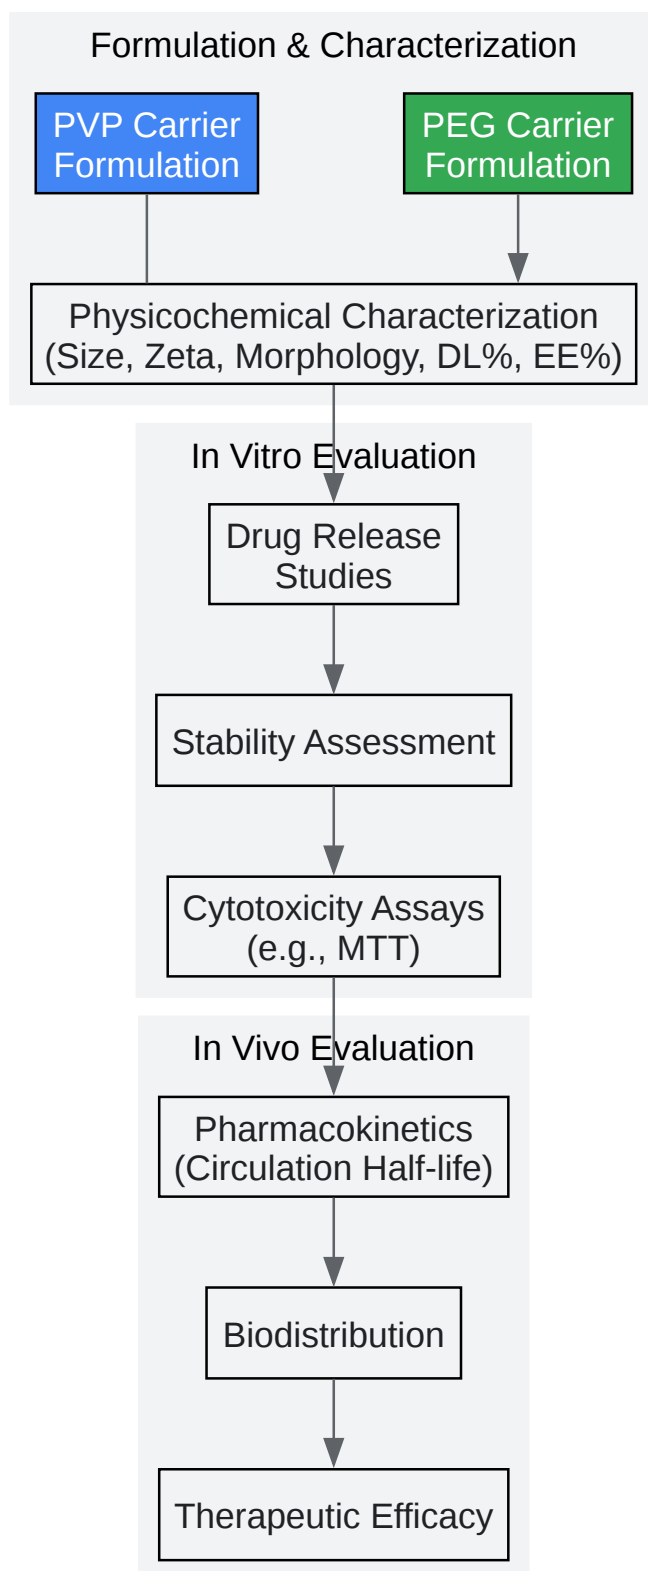 Formulation & Characterization
PVP Carrier
Formulation
PEG Carrier
Formulation
Physicochemical Characterization
(Size, Zeta, Morphology, DL%, EE%)
In Vitro Evaluation
Drug Release
Studies
Stability Assessment
Cytotoxicity Assays
(e.g., MTT)
In Vivo Evaluation
Pharmacokinetics
(Circulation Half-life)
Biodistribution
Therapeutic Efficacy